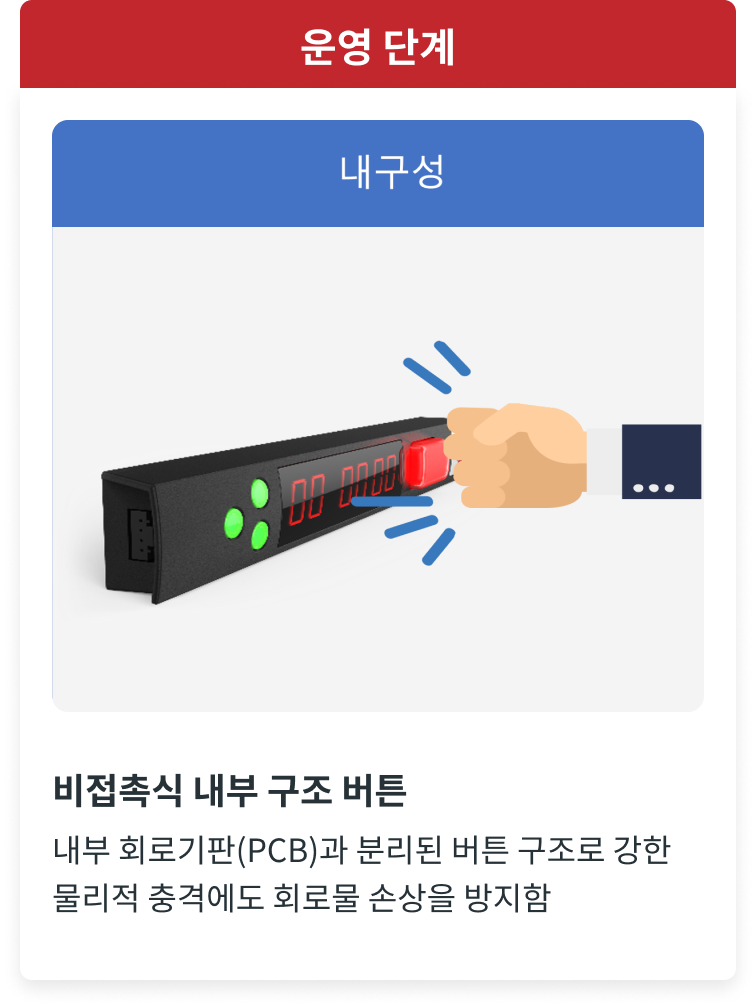 운영 단계
내구성
00 0000
비접촉식 내부 구조 버튼
내부 회로기판(PCB)과 분리된 버튼 구조로 강한
물리적 충격에도 회로물 손상을 방지함